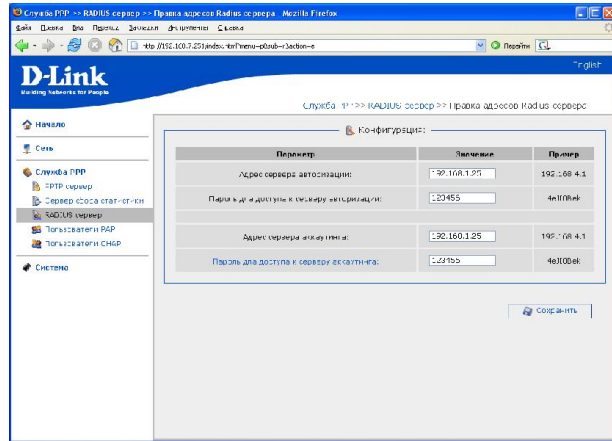 Служба PPP >> RADIUS сервер >> Правка адресов Radius сервера - Mozilla Firefox
Файл Правка Вид Переход Закладки Инструменты Справка
Перейти
English
D-Link
Building Networks for People
Служба PPP >> RADIUS сервер >> Правка адресов Radius сервера
Начало
Сеть
Служба PPP
PPTP сервер
Сервер сбора статистики
RADIUS сервер
Пользователи PAP
Пользователи CHAP
Система
Конфигурация:
Параметр Значение Пример
Адрес сервера авторизации: 192.168.1.25 192.168.4.1
Пароль для доступа к серверу авторизации: 123456
Адрес сервера аккаунтинга: 192.168.1.25 192.168.4.1
Пароль для доступа к серверу аккаунтинга: 123456
Сохранить